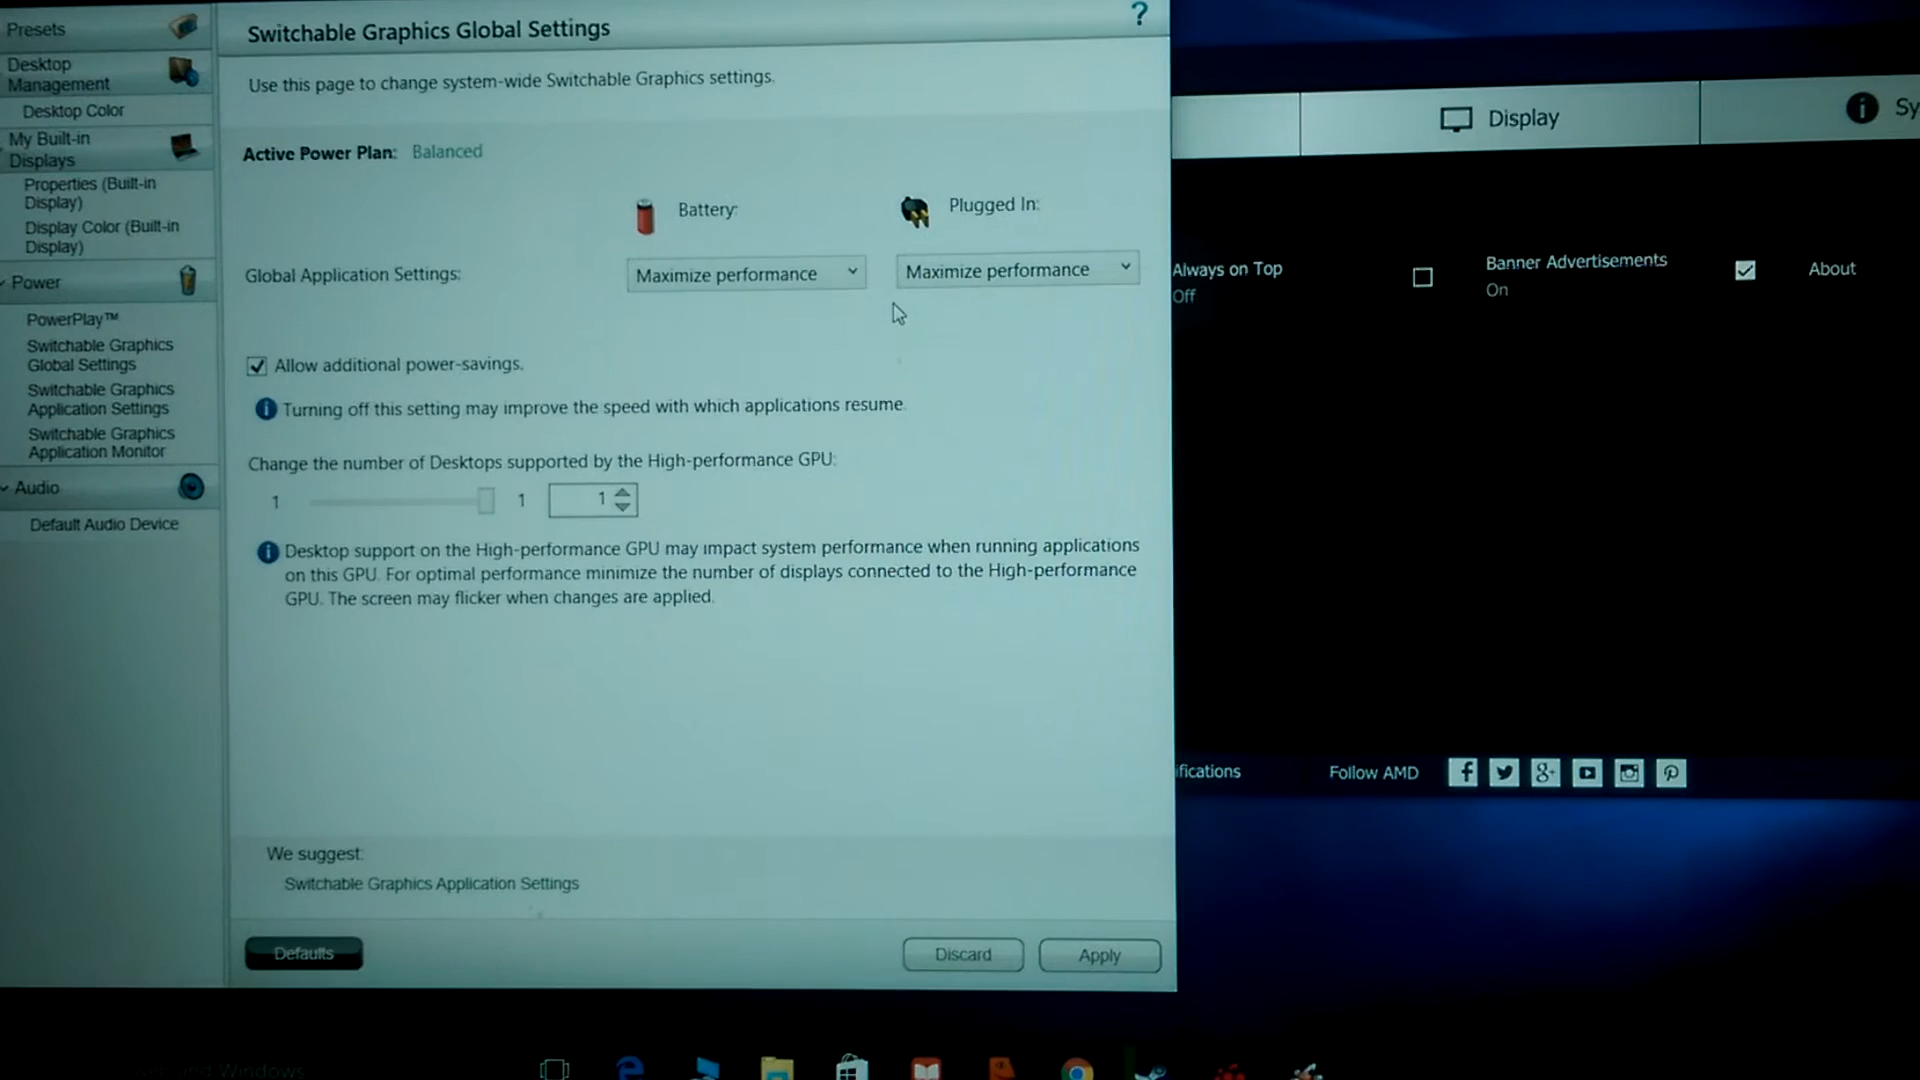 Presets
Desktop
Management
Desktop Color
My Built-in
Displays
Properties (Built-in
Display)
Display Color (Built-in
Display)
Power
PowerPlay™
Switchable Graphics
Global Settings
Switchable Graphics
Application Settings
Switchable Graphics
Application Monitor
Audio
Default Audio Device
Switchable Graphics Global Settings
?
Use this page to change system-wide Switchable Graphics settings.
Active Power Plan: Balanced
Battery:
Plugged In:
Global Application Settings:
Maximize performance
Maximize performance
Allow additional power-savings.
Turning off this setting may improve the speed with which applications resume.
Change the number of Desktops supported by the High-performance GPU:
1
1
1
Desktop support on the High-performance GPU may impact system performance when running applications
on this GPU. For optimal performance minimize the number of displays connected to the High-performance
GPU. The screen may flicker when changes are applied.
We suggest:
Switchable Graphics Application Settings
Defaults
Discard
Apply
Display
Sy
Always on Top
Off
Banner Advertisements
On
About
ifications
Follow AMD
Windows